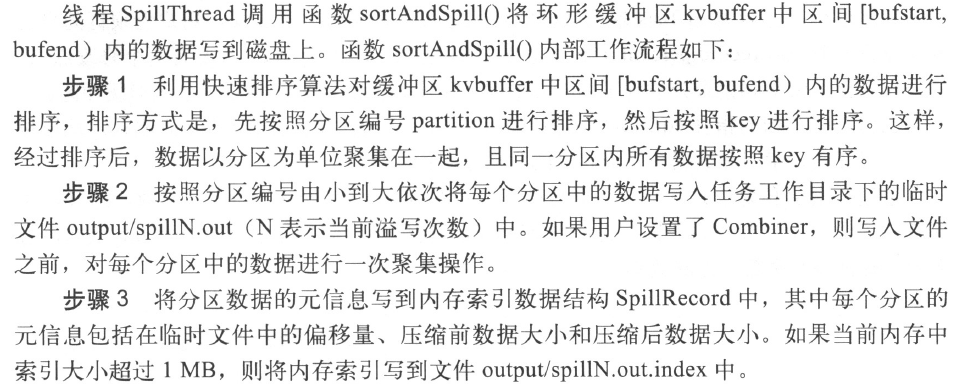 线程 SpillThread 调用函数 sortAndSpill() 将环形缓冲区 kvbuffer 中区间 [bufstart,
bufend）内的数据写到磁盘上。函数 sortAndSpill() 内部工作流程如下：
步骤 1 利用快速排序算法对缓冲区 kvbuffer 中区间 [bufstart, bufend）内的数据进行
排序，排序方式是，先按照分区编号 partition 进行排序，然后按照 key 进行排序。这样，
经过排序后，数据以分区为单位聚集在一起，且同一分区内所有数据按照 key 有序。
步骤 2 按照分区编号由小到大依次将每个分区中的数据写入任务工作目录下的临时
文件 output/spillN.out（N 表示当前溢写次数）中。如果用户设置了 Combiner，则写入文件
之前，对每个分区中的数据进行一次聚集操作。
步骤 3 将分区数据的元信息写到内存索引数据结构 SpillRecord 中，其中每个分区的
元信息包括在临时文件中的偏移量、压缩前数据大小和压缩后数据大小。如果当前内存中
索引大小超过 1 MB，则将内存索引写到文件 output/spillN.out.index 中。